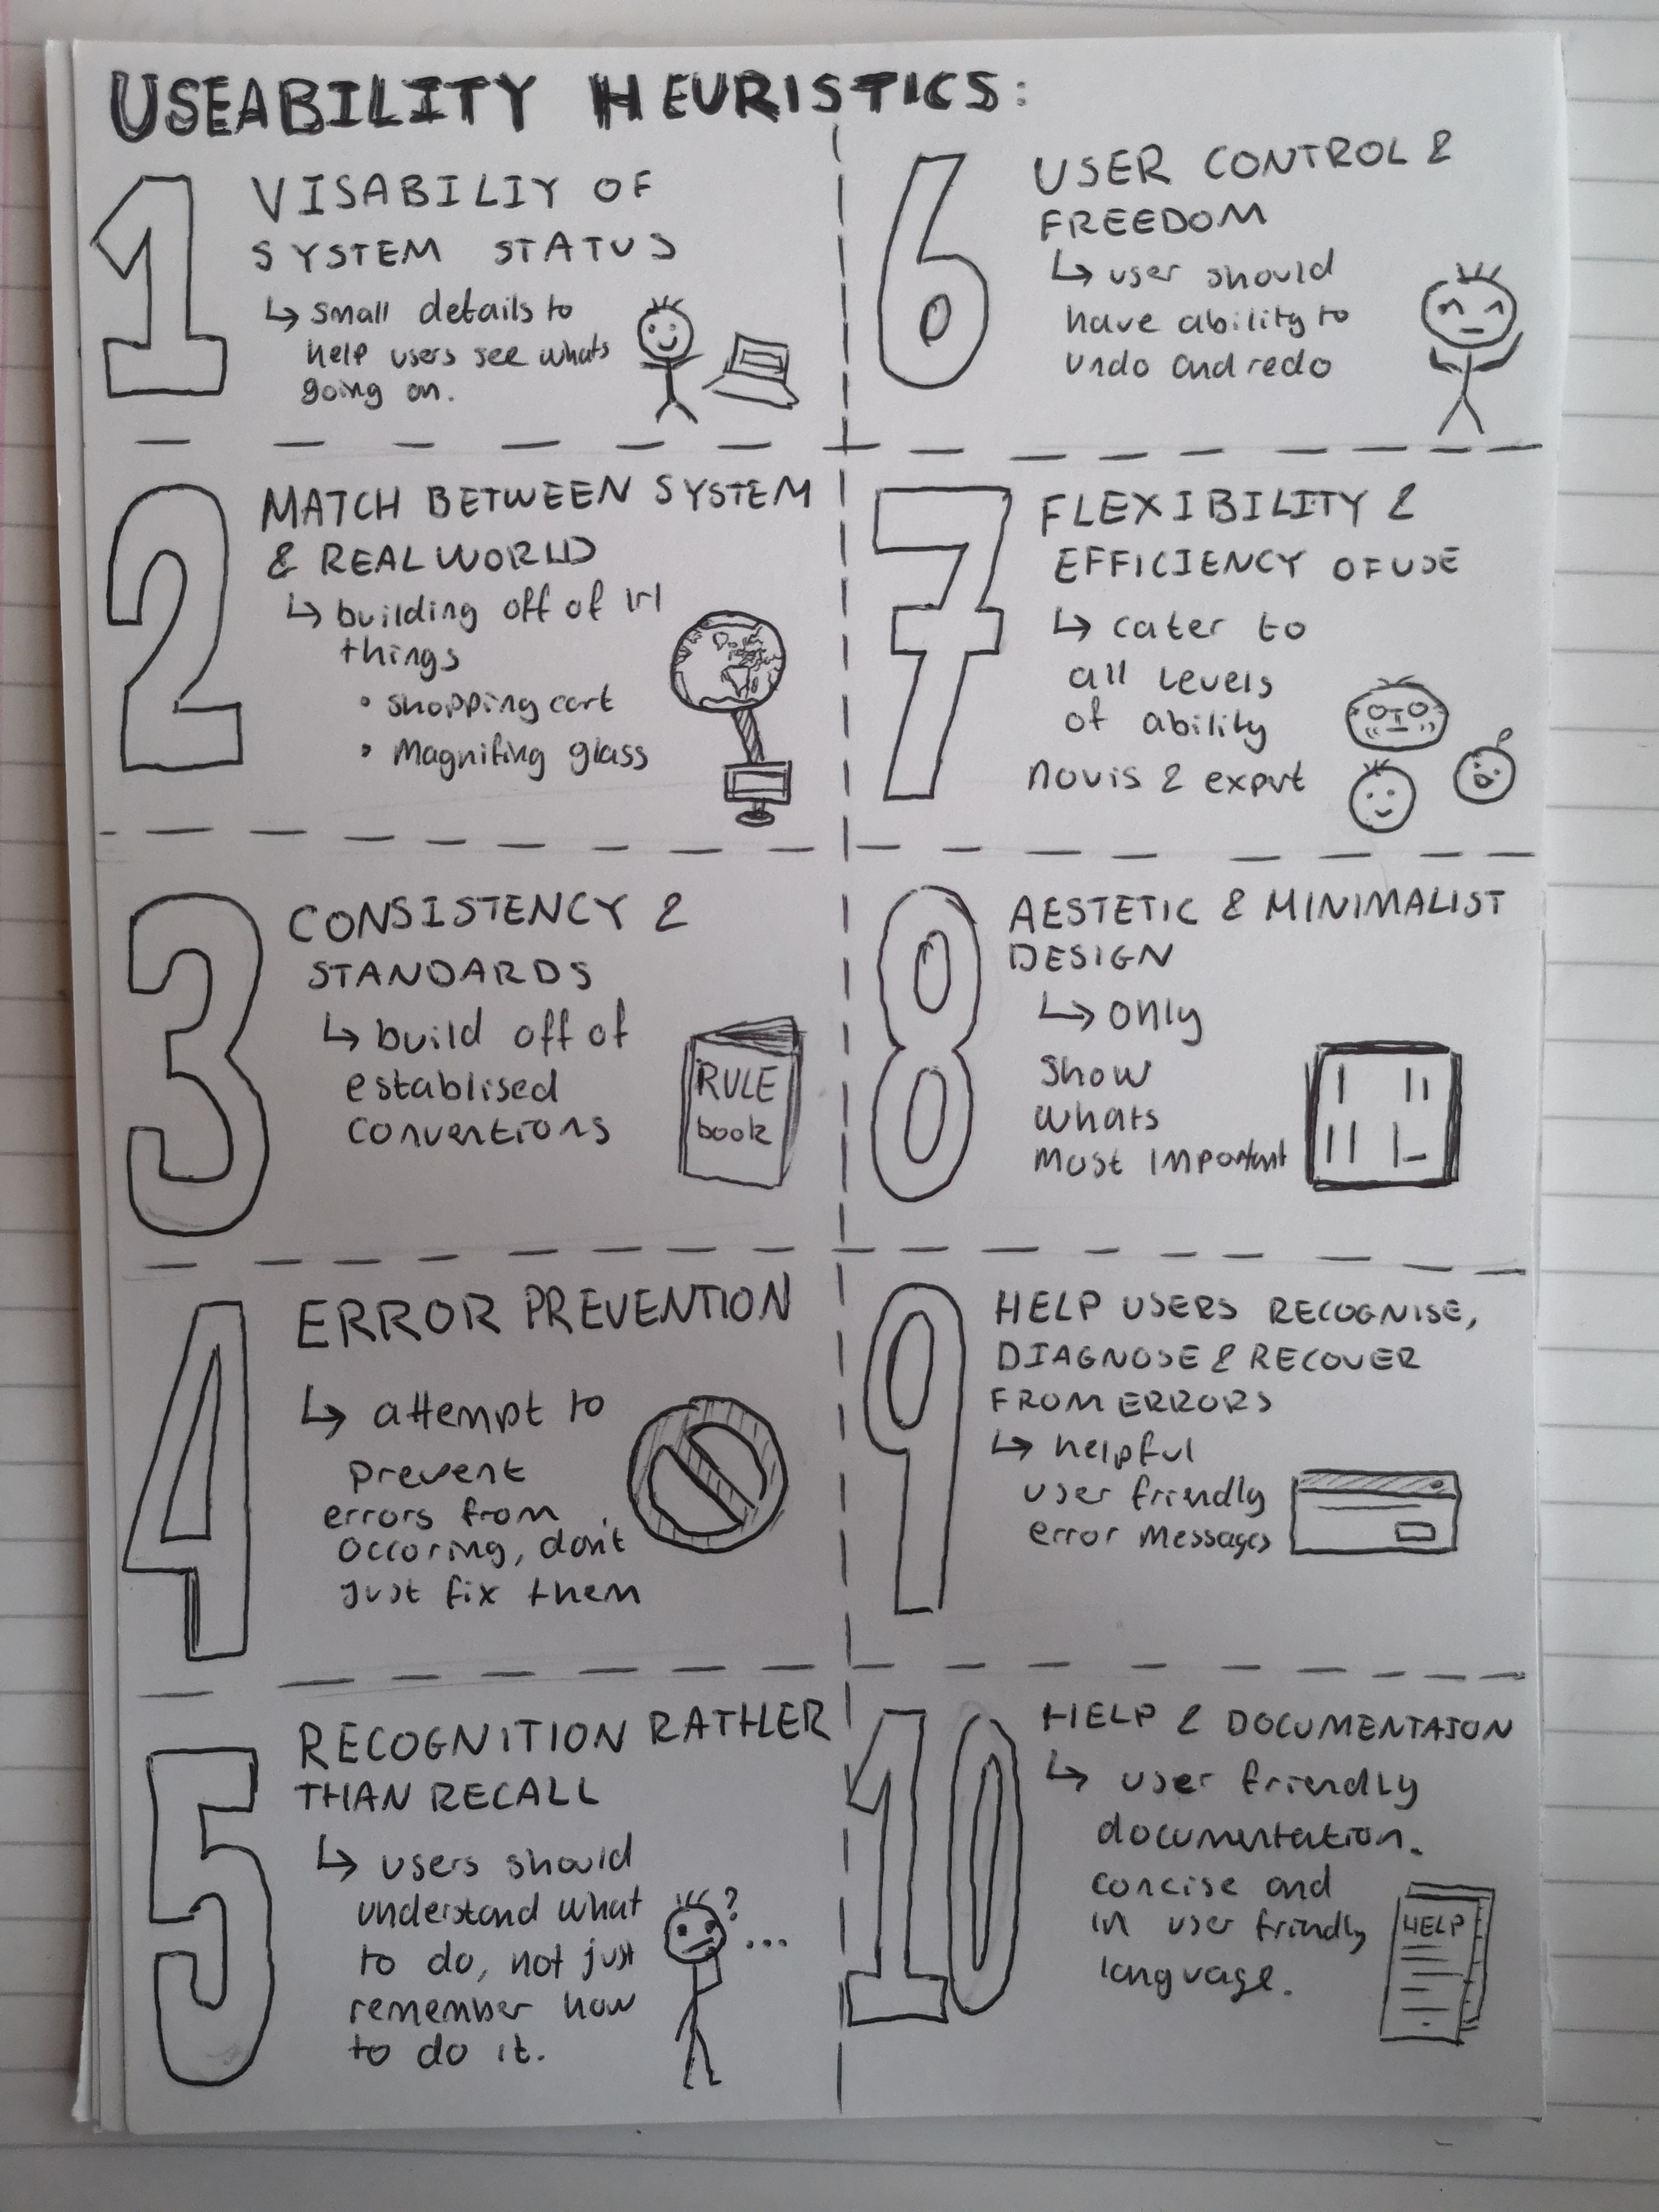 USEABILITY HEURISTICS:
1
VISABILIY OF
SYSTEM STATUS
↳ small details to
help users see whats
going on.
2
MATCH BETWEEN SYSTEM
& REAL WORLD
↳ building off of irl
things
• shopping cart
• Magnifing glass
3
CONSISTENCY &
STANDARDS
↳ build off of
establised
conventions
RULE
book
4
ERROR PREVENTION
↳ attempt to
prevent
errors from
occoring, don't
just fix them
5
RECOGNITION RATHER
THAN RECALL
↳ users should
understand what
to do, not just
remember how
to do it.
? ...
6
USER CONTROL &
FREEDOM
↳ user should
have ability to
undo and redo
7
FLEXIBILITY &
EFFICIENCY OF USE
↳ cater to
all levels
of ability
novis & expert
8
AESTETIC & MINIMALIST
DESIGN
↳ only
show
whats
most important
9
HELP USERS RECOGNISE,
DIAGNOSE & RECOVER
FROM ERRORS
↳ helpful
user friendly
error messages
10
HELP & DOCUMENTAION
↳ user friendly
documentation.
concise and
in user friendly
language.
HELP